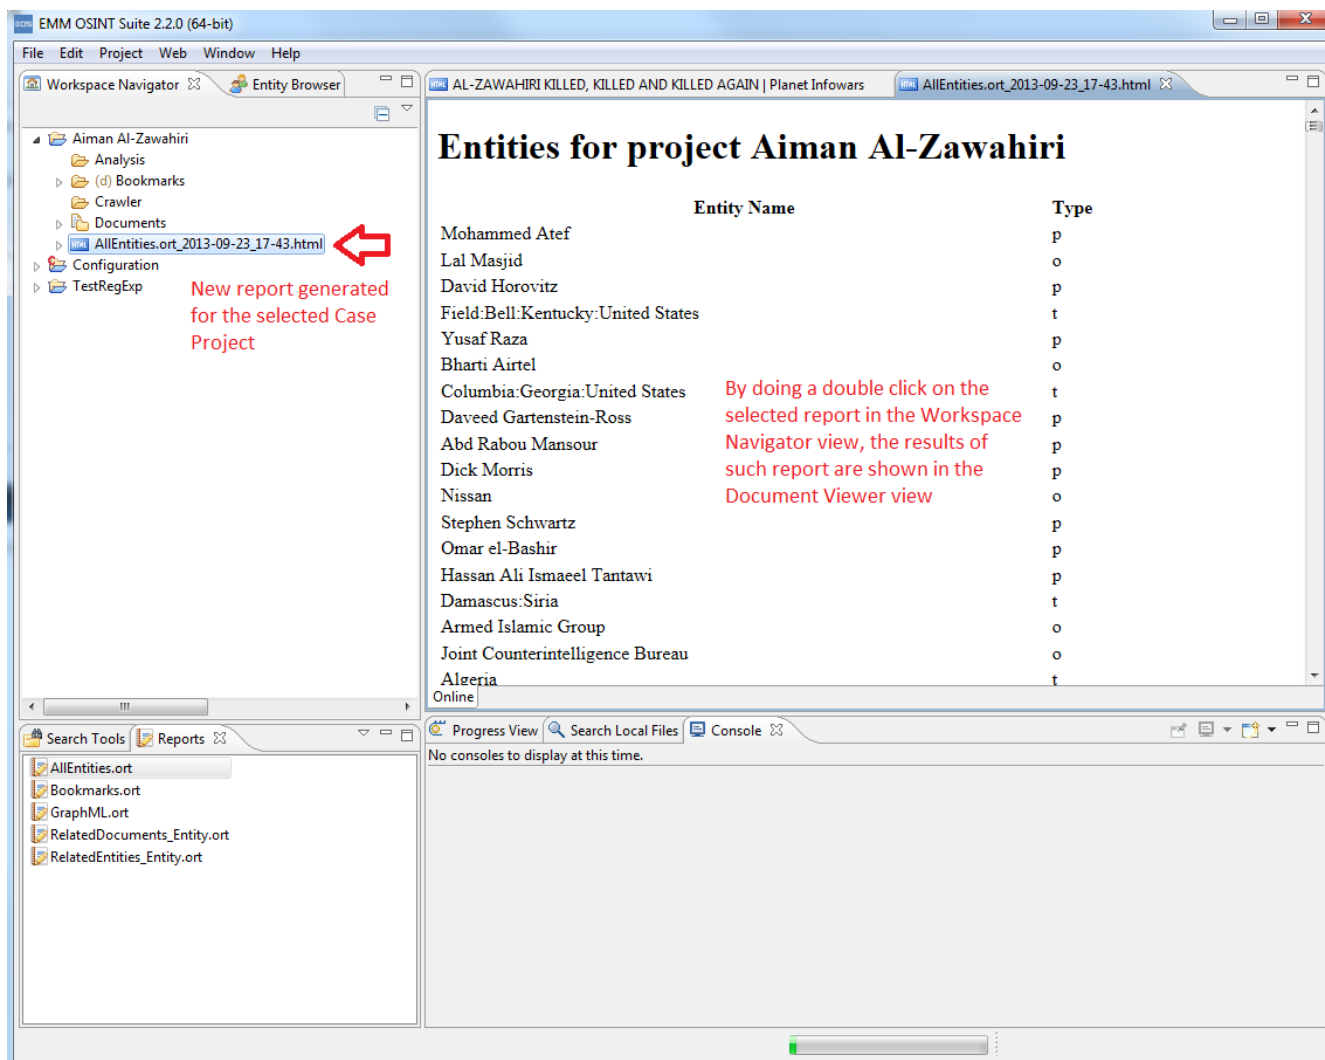 EMM OSINT Suite 2.2.0 (64-bit)
File Edit Project Web Window Help
Workspace Navigator Entity Browser
Aiman Al-Zawahiri
Analysis
(d) Bookmarks
Crawler
Documents
AllEntities.ort_2013-09-23_17-43.html
Configuration
TestRegExp
New report generated
for the selected Case
Project
AL-ZAWAHIRI KILLED, KILLED AND KILLED AGAIN | Planet Infowars AllEntities.ort_2013-09-23_17-43.html
Entities for project Aiman Al-Zawahiri
Entity Name Type
Mohammed Atef p
Lal Masjid o
David Horovitz p
Field:Bell:Kentucky:United States t
Yusaf Raza p
Bharti Airtel o
Columbia:Georgia:United States t
Daveed Gartenstein-Ross p
Abd Rabou Mansour p
Dick Morris p
Nissan o
Stephen Schwartz p
Omar el-Bashir p
Hassan Ali Ismaeel Tantawi p
Damascus:Siria t
Armed Islamic Group o
Joint Counterintelligence Bureau o
Algeria t
By doing a double click on the
selected report in the Workspace
Navigator view, the results of
such report are shown in the
Document Viewer view
Online
Search Tools Reports
AllEntities.ort
Bookmarks.ort
GraphML.ort
RelatedDocuments_Entity.ort
RelatedEntities_Entity.ort
Progress View Search Local Files Console
No consoles to display at this time.